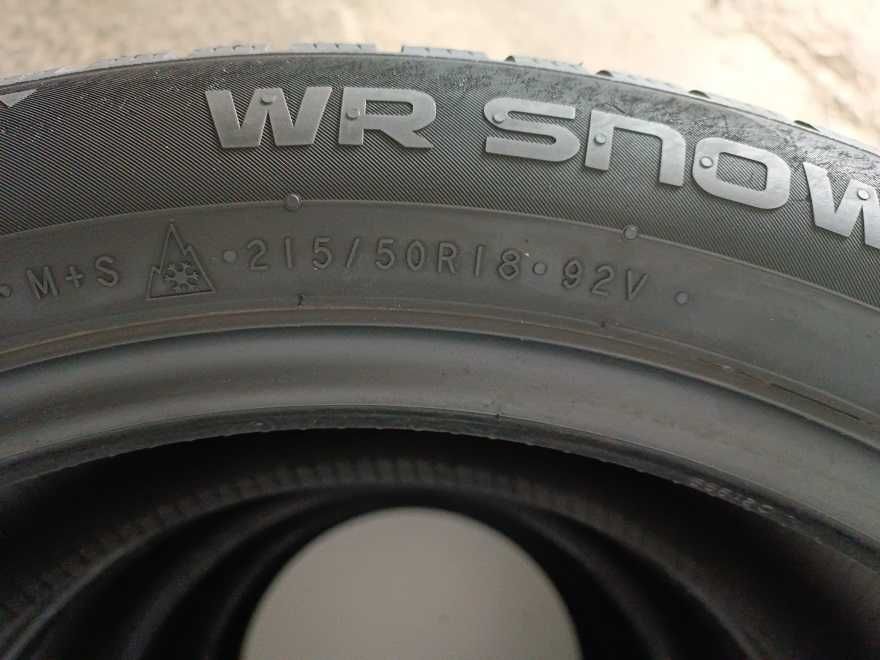 WR SNOW
• M+S • 215/50R18 • 92V •